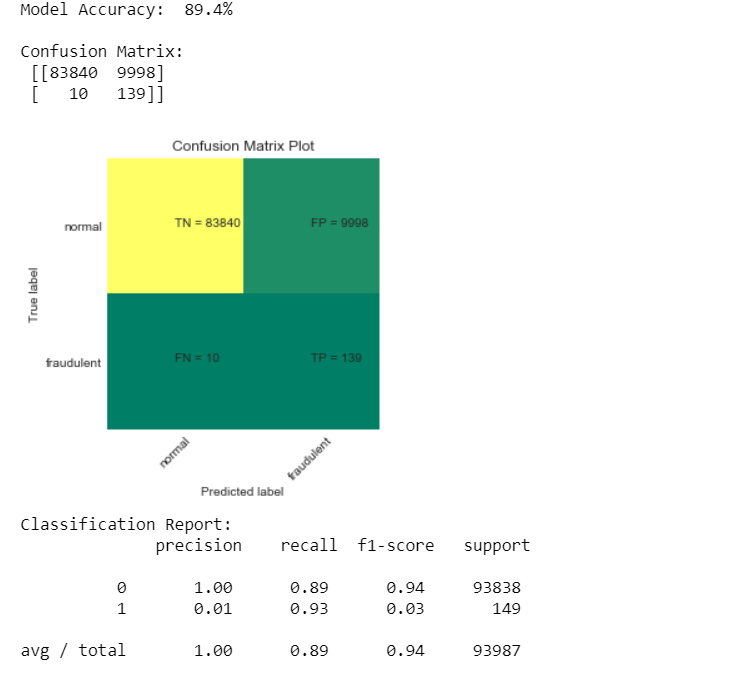 Model Accuracy:  89.4%
Confusion Matrix:
[[83840  9998]
[   10   139]]
Confusion Matrix Plot
normal
TN = 83840
FP = 9998
True label
fraudulent
FN = 10
TP = 139
normal
fraudulent
Predicted label
Classification Report:
precision    recall  f1-score   support
0       1.00      0.89      0.94     93838
1       0.01      0.93      0.03       149
avg / total       1.00      0.89      0.94     93987